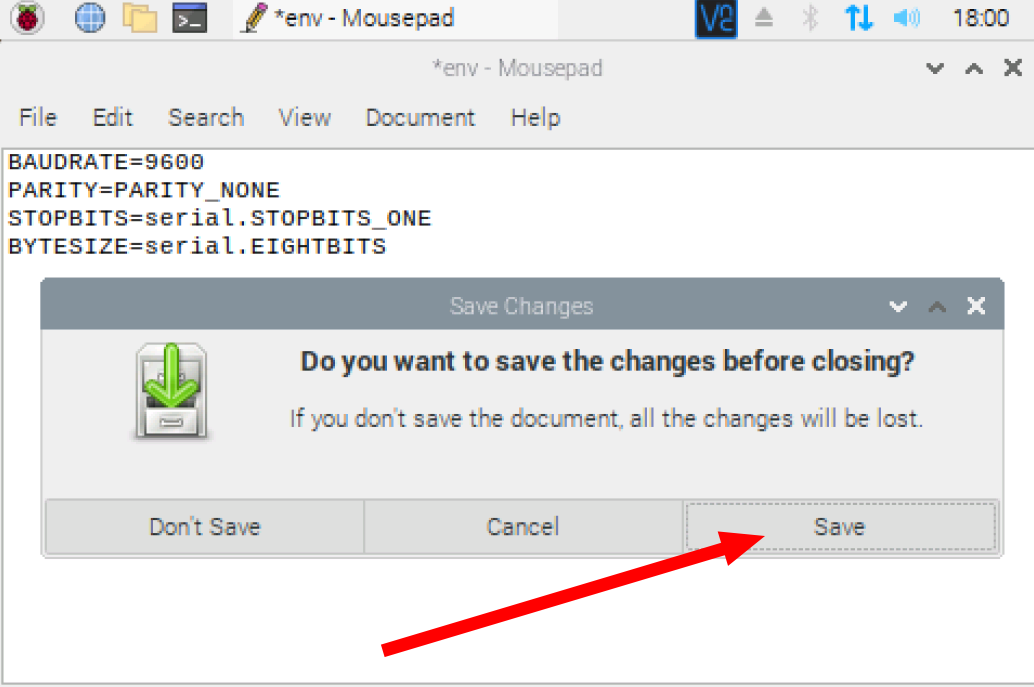 *env - Mousepad
18:00
*env - Mousepad
File Edit Search View Document Help
BAUDRATE=9600
PARITY=PARITY_NONE
STOPBITS=serial.STOPBITS_ONE
BYTESIZE=serial.EIGHTBITS
Save Changes
Do you want to save the changes before closing?
If you don't save the document, all the changes will be lost.
Don't Save Cancel Save